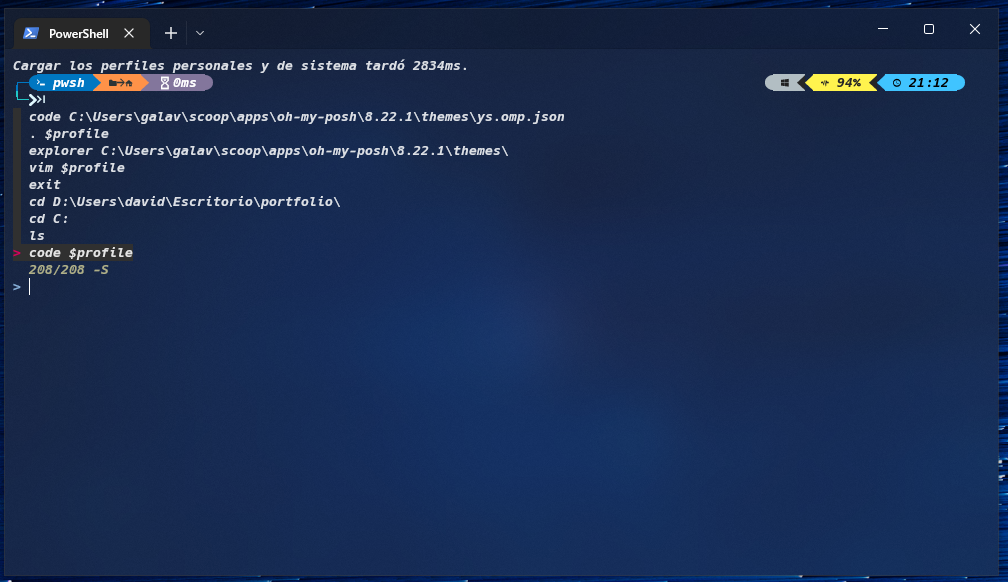 PowerShell
Cargar los perfiles personales y de sistema tardó 2834ms.
pwsh 0ms 94% 21:12
code C:\Users\galav\scoop\apps\oh-my-posh\8.22.1\themes\ys.omp.json
. $profile
explorer C:\Users\galav\scoop\apps\oh-my-posh\8.22.1\themes\
vim $profile
exit
cd D:\Users\david\Escritorio\portfolio\
cd C:
ls
> code $profile
208/208 -S
>